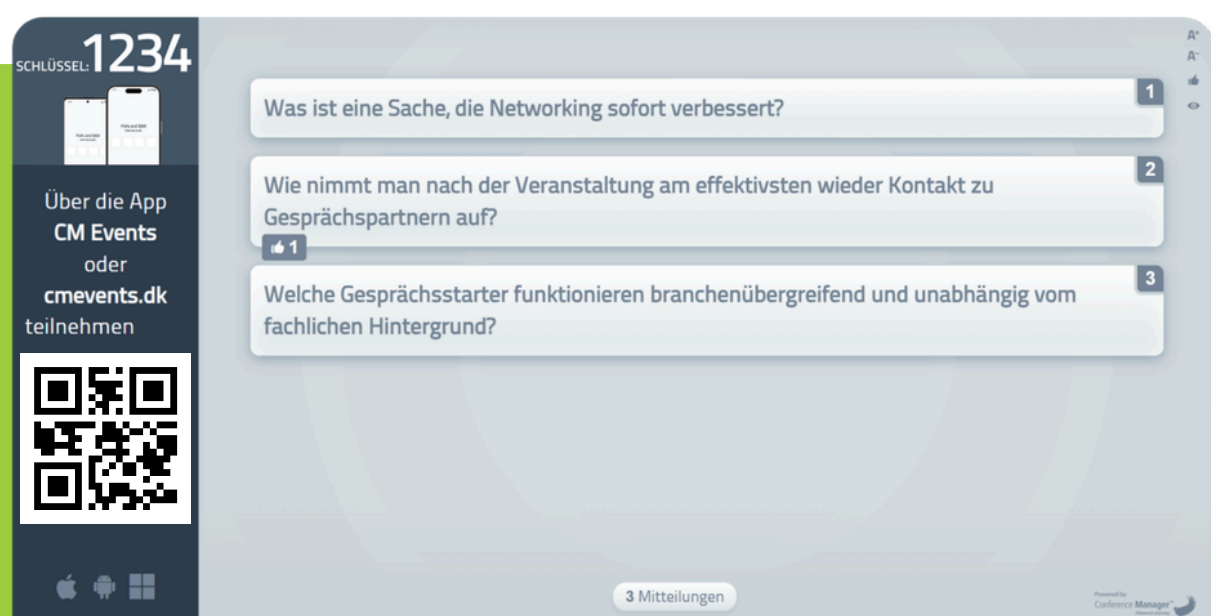 SCHLÜSSEL: 1234
Über die App
CM Events
oder
cmevents.dk
teilnehmen
A+
A-
Was ist eine Sache, die Networking sofort verbessert?
1
Wie nimmt man nach der Veranstaltung am effektivsten wieder Kontakt zu
Gesprächspartnern auf?
2
1
Welche Gesprächsstarter funktionieren branchenübergreifend und unabhängig vom
fachlichen Hintergrund?
3
3 Mitteilungen
Powered by
Conference Manager